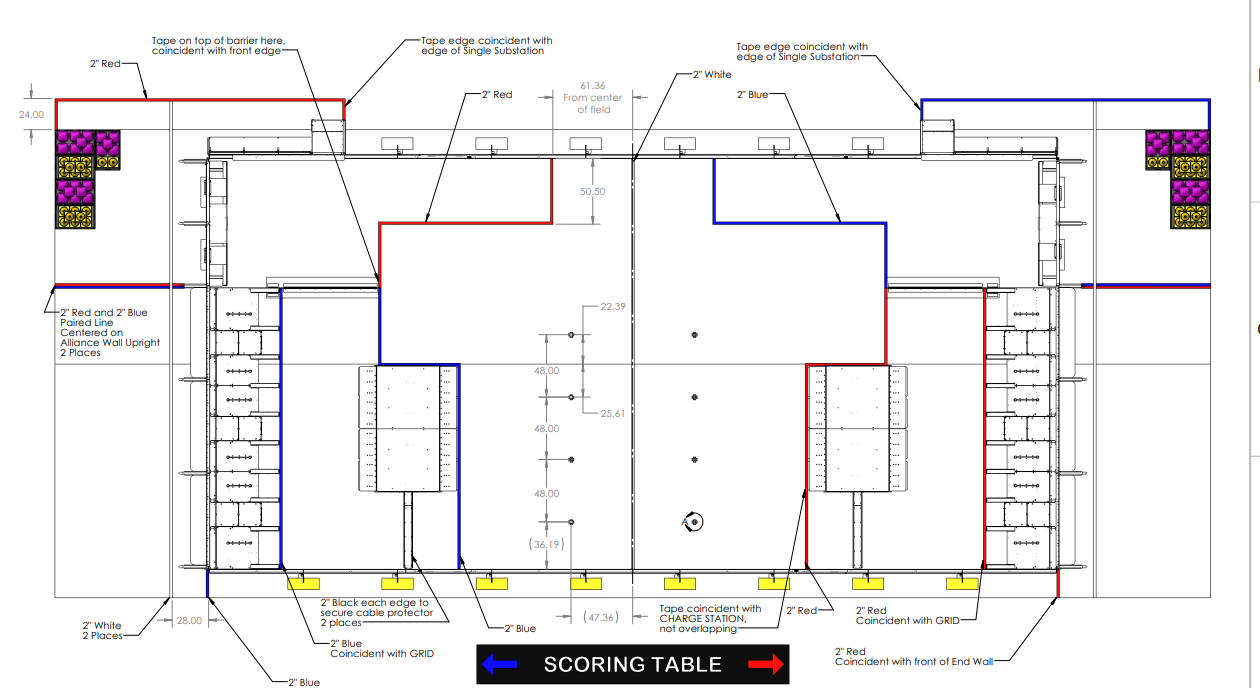 Tape on top of barrier here,
coincident with front edge
Tape edge coincident with
edge of Single Substation
Tape edge coincident with
edge of Single Substation
2" Red
61.36
From center
of field
2" White
2" Red
2" Blue
24.00
50.50
2" Red and 2" Blue
Paired Line
Centered on
Alliance Wall Upright
2 Places
22.39
48.00
25.61
48.00
48.00
A
(36.19)
2" White
2 Places
28.00
2" Black each edge to
secure cable protector
2 places
2" Blue
(47.36)
Tape coincident with
CHARGE STATION,
not overlapping
2" Red
2" Red
Coincident with GRID
2" Blue
Coincident with GRID
2" Red
Coincident with front of End Wall
2" Blue
SCORING TABLE